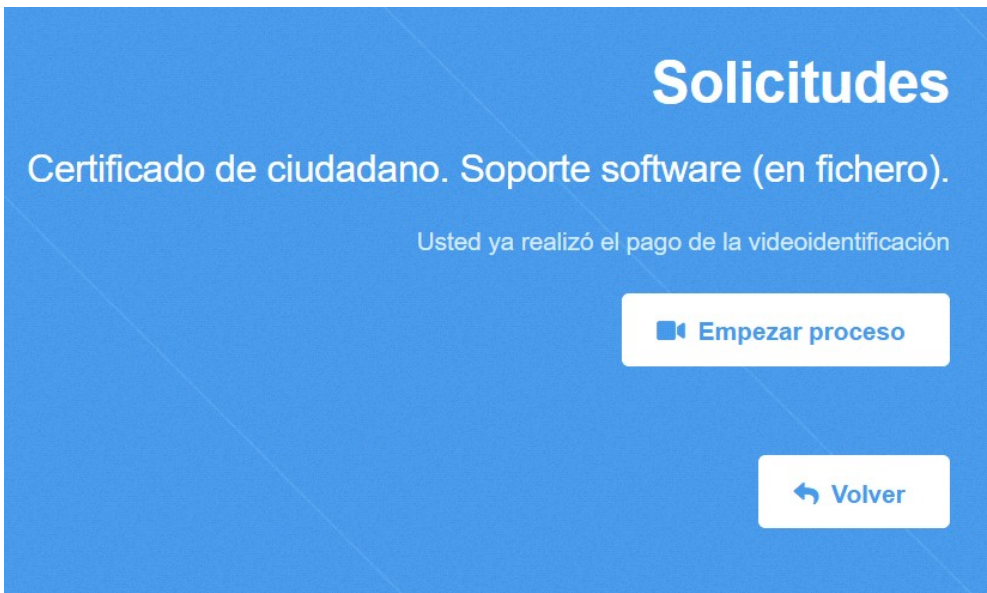 Solicitudes
Certificado de ciudadano. Soporte software (en fichero).
Usted ya realizó el pago de la videoidentificación
Empezar proceso
Volver